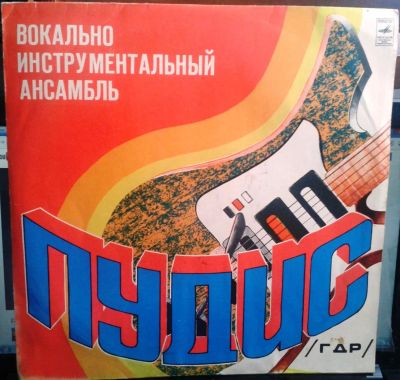 ВОКАЛЬНО
ИНСТРУМЕНТАЛЬНЫЙ
АНСАМБЛЬ
ПУДИС
/ГДР/